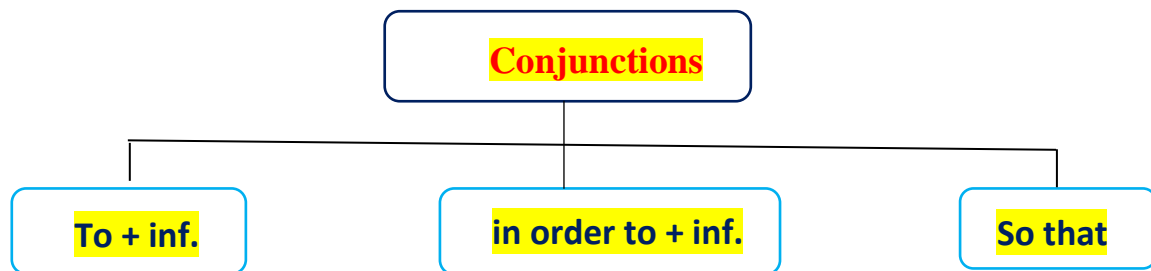 Conjunctions
To + inf.
in order to + inf.
So that